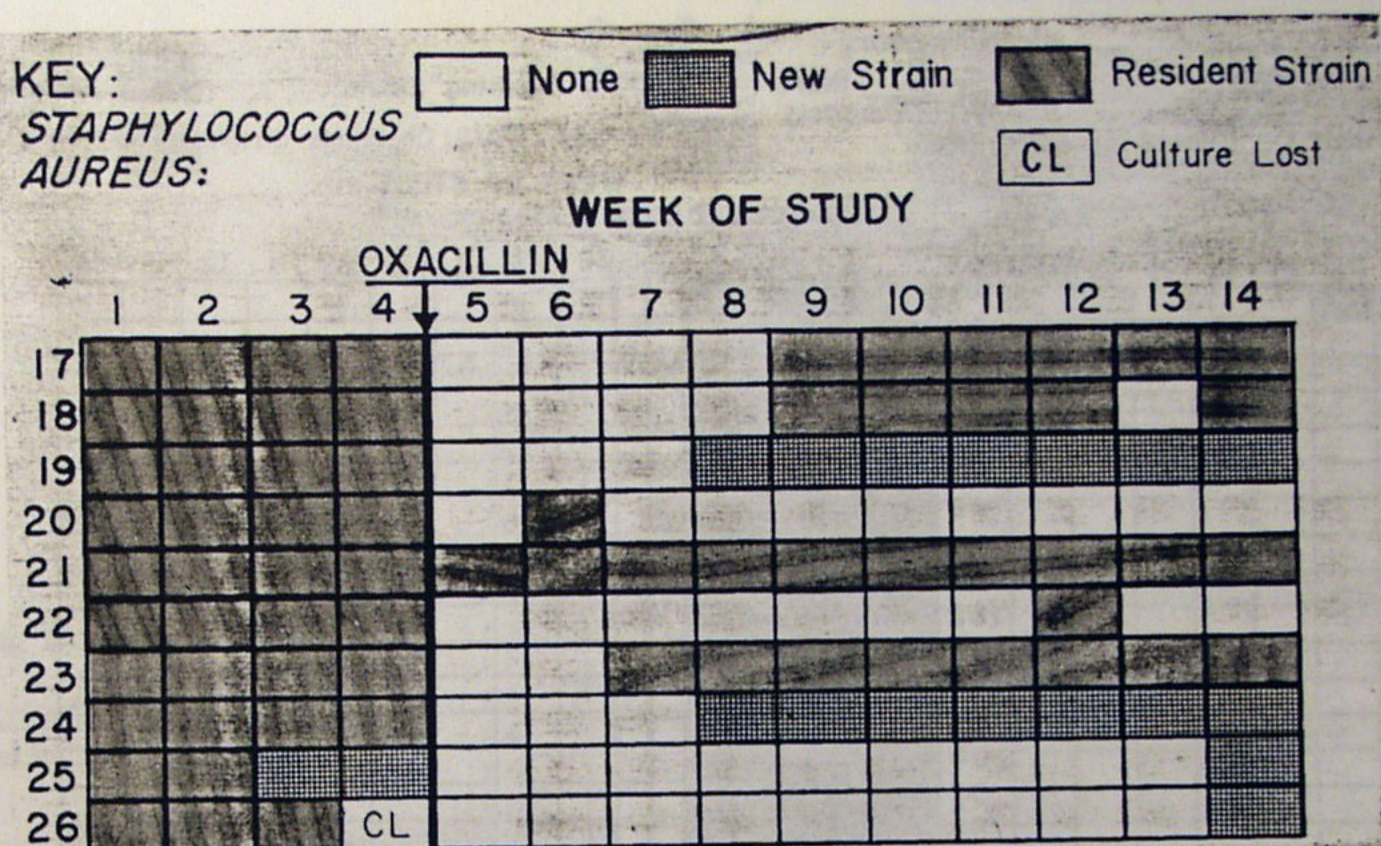 KEY: None New Strain Resident Strain
STAPHYLOCOCCUS
AUREUS: CL Culture Lost
WEEK OF STUDY
OXACILLIN
1 2 3 4 5 6 7 8 9 10 11 12 13 14
17
18
19
20
21
22
23
24
25
26 CL